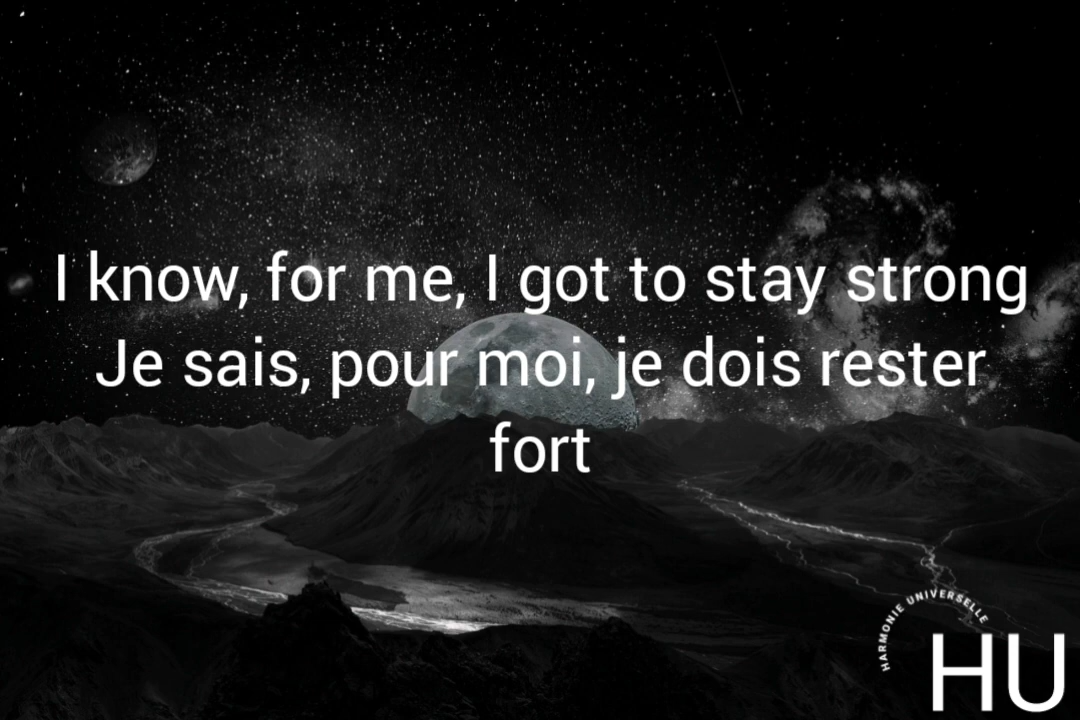 I know, for me, I got to stay strong
Je sais, pour moi, je dois rester
fort
HARMONIE UNIVERSELLE
HU